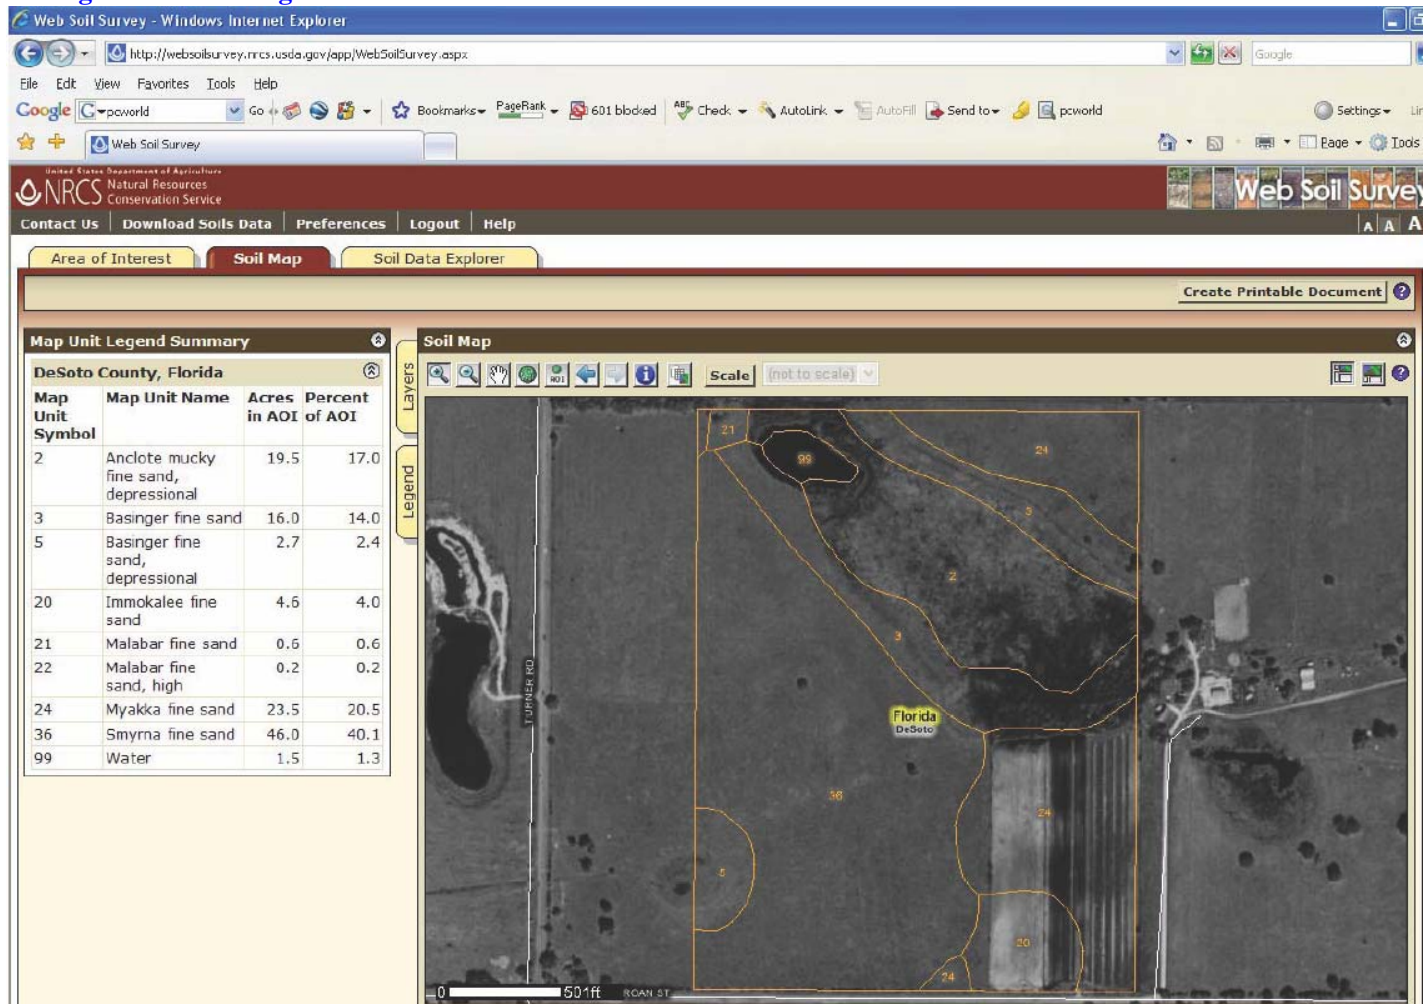 Web Soil Survey - Windows Internet Explorer
http://websoilsurvey.nrcs.usda.gov/app/WebSoilSurvey.aspx
Google
File Edit View Favorites Tools Help
Google G pcworld Go Bookmarks PageRank 601 blocked ABC Check AutoLink AutoFill Send to pcworld Settings
Web Soil Survey
Page Tools
United States Department of Agriculture
NRCS Natural Resources
Conservation Service
Web Soil Survey
Contact Us Download Soils Data Preferences Logout Help
A A A
Area of Interest Soil Map Soil Data Explorer
Create Printable Document ?
Map Unit Legend Summary
DeSoto County, Florida
Map Unit Symbol Map Unit Name Acres in AOI Percent of AOI
2 Anclote mucky fine sand, depressional 19.5 17.0
3 Basinger fine sand 16.0 14.0
5 Basinger fine sand, depressional 2.7 2.4
20 Immokalee fine sand 4.6 4.0
21 Malabar fine sand 0.6 0.6
22 Malabar fine sand, high 0.2 0.2
24 Myakka fine sand 23.5 20.5
36 Smyrna fine sand 46.0 40.1
99 Water 1.5 1.3
Layers
Legend
Soil Map
AOI i Scale (not to scale) ?
21
99
24
3
2
3
TURNER RD
Florida
DeSoto
36
24
5
20
24
0 501ft ROAN ST